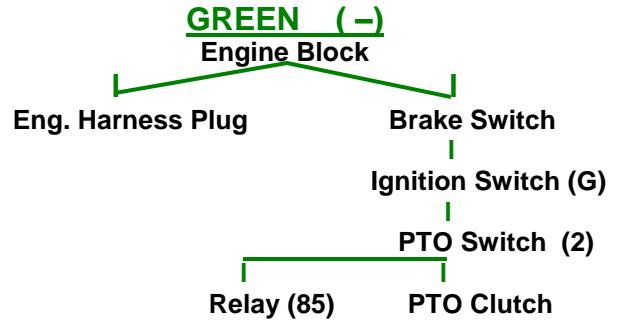 GREEN (–)
Engine Block
Eng. Harness Plug Brake Switch
Ignition Switch (G)
PTO Switch (2)
Relay (85) PTO Clutch